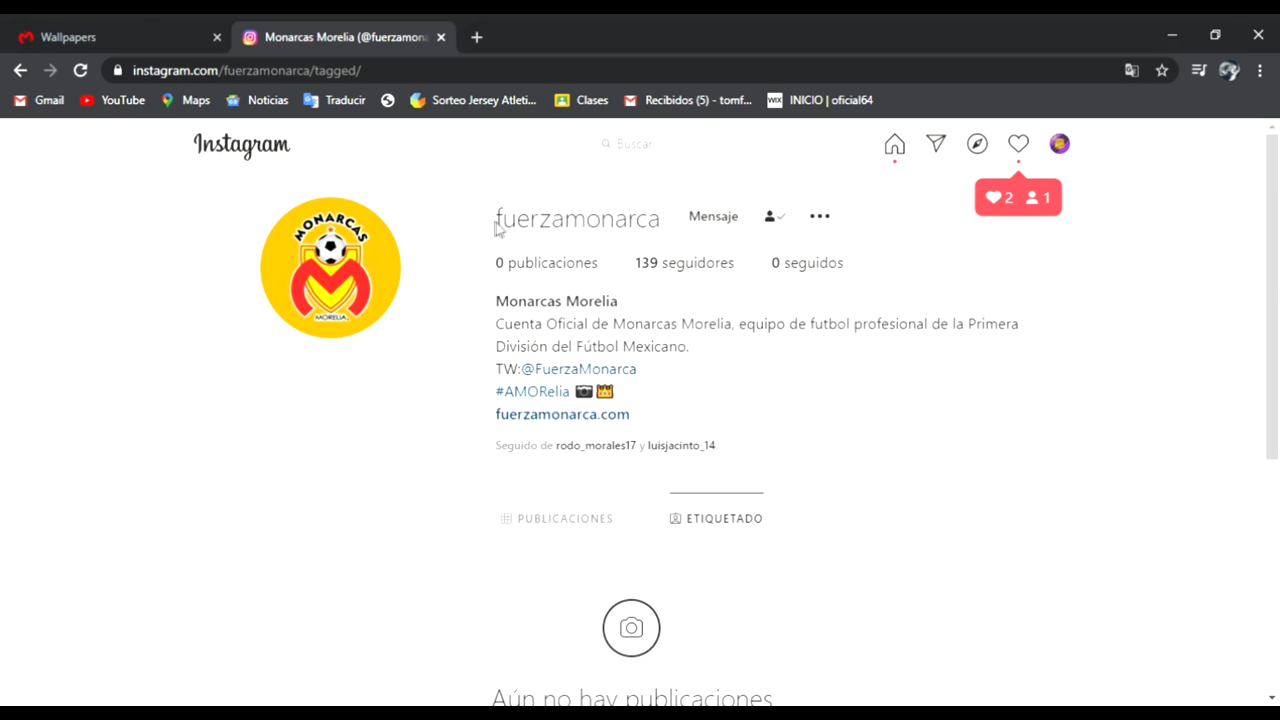 Wallpapers
Monarcas Morelia (@fuerzamona
instagram.com/fuerzamonarca/tagged/
Gmail YouTube Maps Noticias Traducir Sorteo Jersey Atleti... Clases Recibidos (5) - tomf... WIX INICIO | oficial64
Instagram Buscar
2 1
MONARCAS
MORELIA
fuerzamonarca Mensaje
0 publicaciones 139 seguidores 0 seguidos
Monarcas Morelia
Cuenta Oficial de Monarcas Morelia, equipo de futbol profesional de la Primera
División del Fútbol Mexicano.
TW:@FuerzaMonarca
#AMORelia
fuerzamonarca.com
Seguido de rodo_morales17 y luisjacinto_14
PUBLICACIONES ETIQUETADO
Aún no hay publicaciones